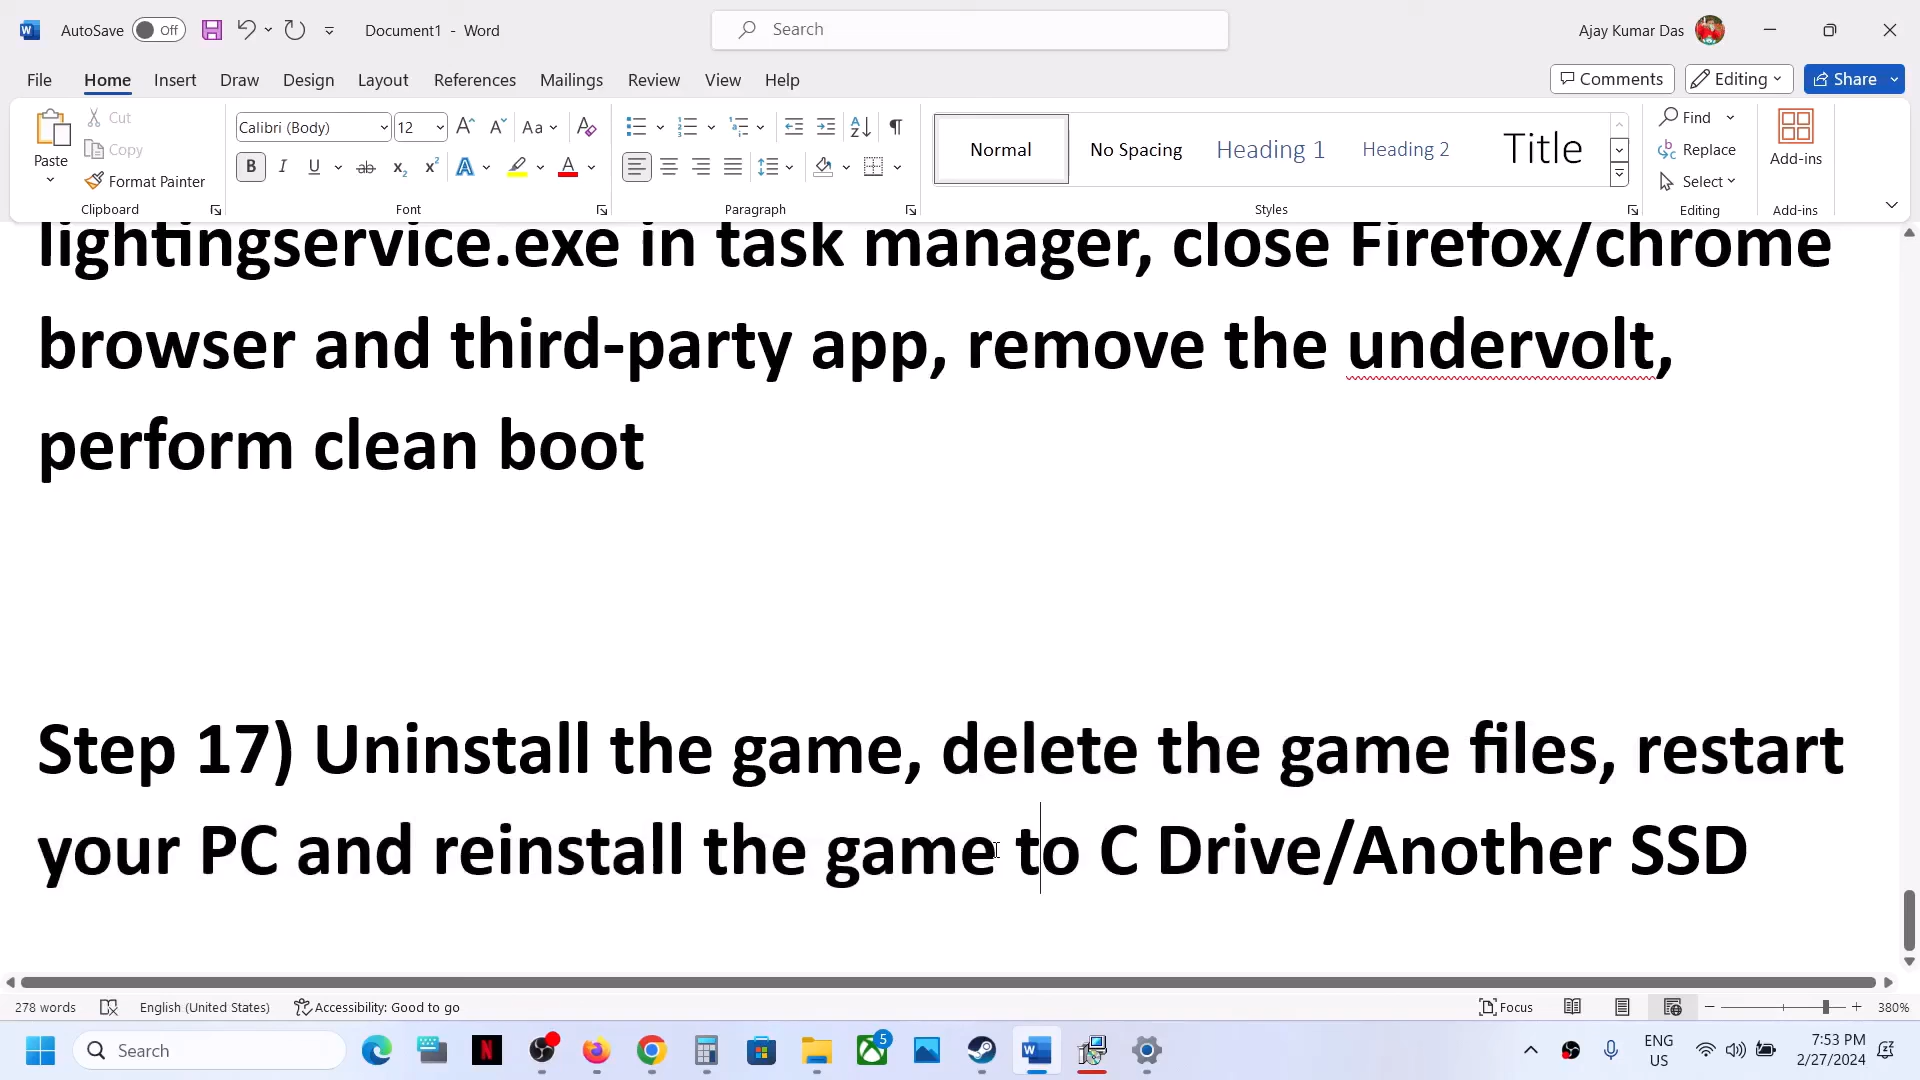 AutoSave Off Document1 - Word Search Ajay Kumar Das
File Home Insert Draw Design Layout References Mailings Review View Help Comments Editing Share
Paste Cut Copy Format Painter
Clipboard
Calibri (Body) 12
Font
Paragraph
Normal No Spacing Heading 1 Heading 2 Title
Styles
Find Replace Select
Editing
Add-ins
Add-ins
lightingservice.exe in task manager, close Firefox/chrome
browser and third-party app, remove the undervolt,
perform clean boot
Step 17) Uninstall the game, delete the game files, restart
your PC and reinstall the game to C Drive/Another SSD
278 words English (United States) Accessibility: Good to go Focus 380%
Search 5 ENG US 7:53 PM 2/27/2024